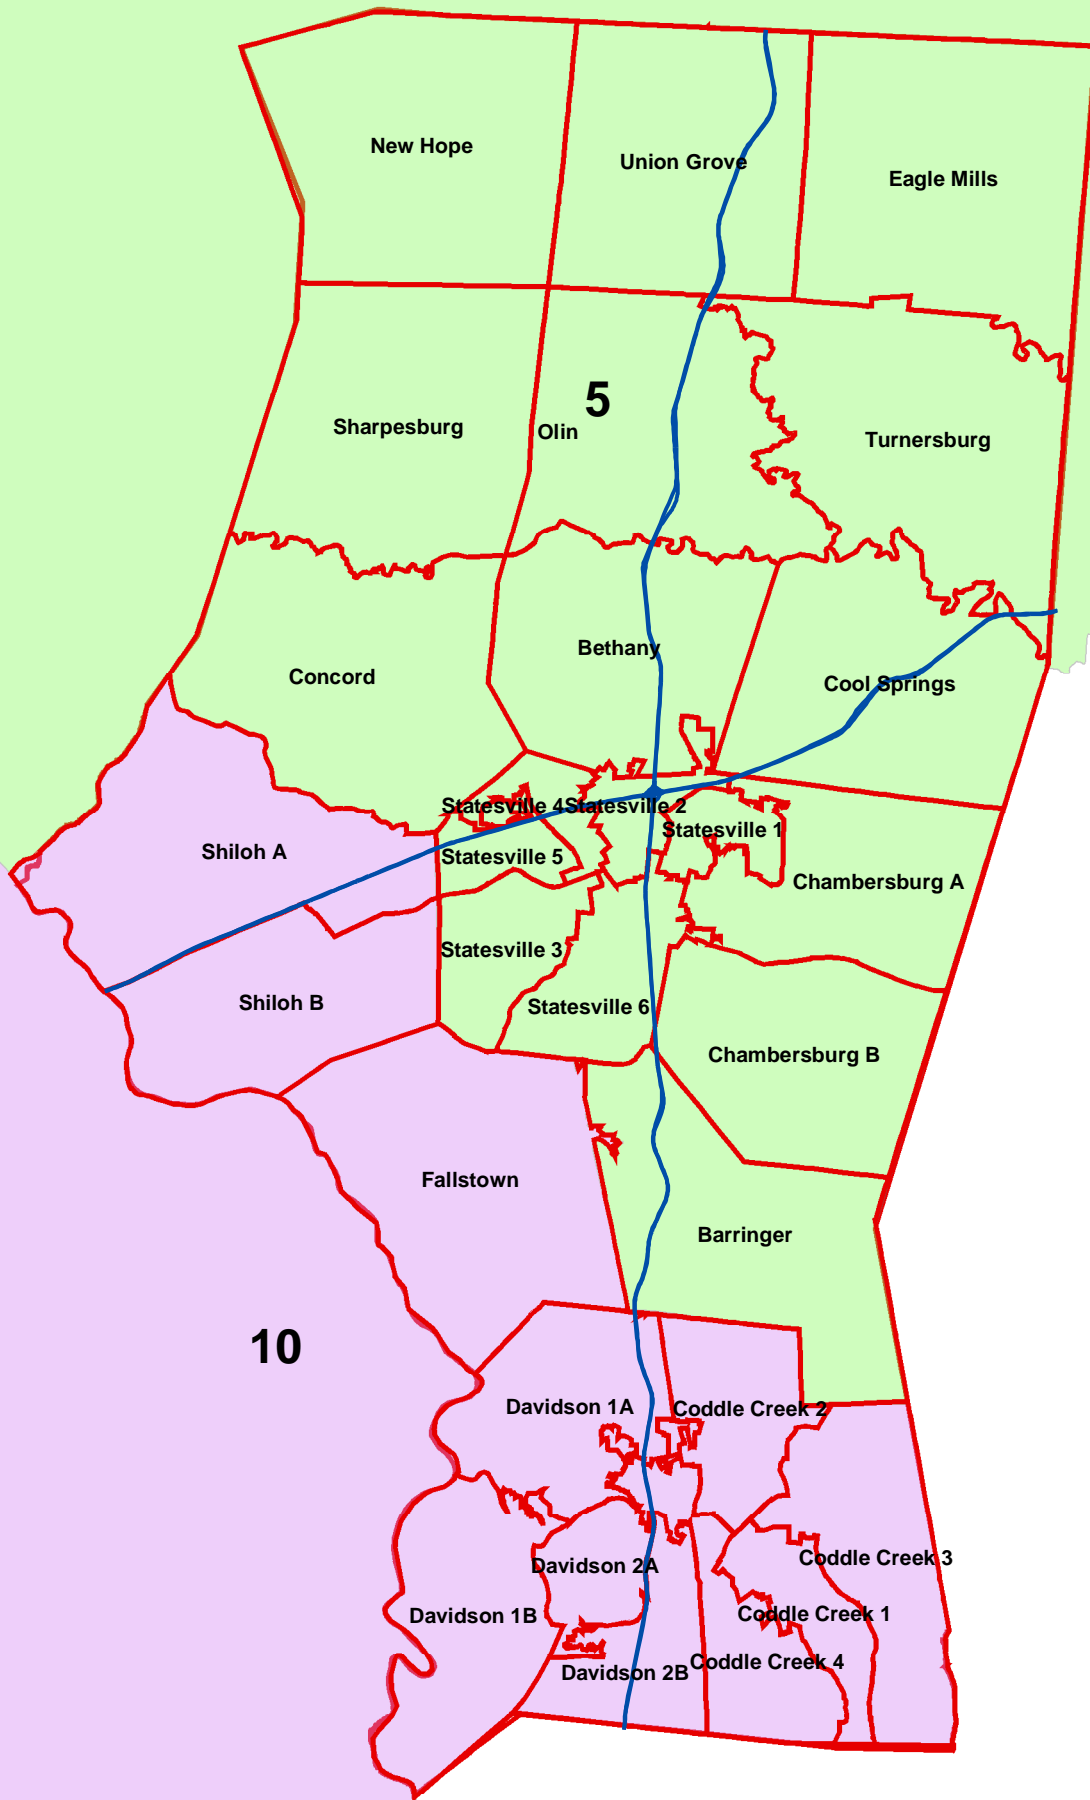 New Hope
Union Grove
Eagle Mills
5
Sharpesburg
Olin
Turnersburg
Bethany
Concord
Cool Springs
Statesville 4
Statesville 2
Statesville 1
Shiloh A
Statesville 5
Chambersburg A
Statesville 3
Shiloh B
Statesville 6
Chambersburg B
Fallstown
Barringer
10
Davidson 1A
Coddle Creek 2
Davidson 2A
Coddle Creek 3
Davidson 1B
Coddle Creek 1
Davidson 2B
Coddle Creek 4